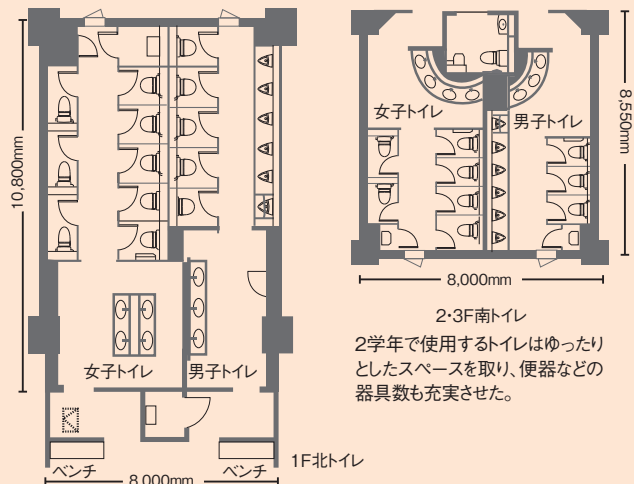 10,800mm
女子トイレ
男子トイレ
ベンチ
ベンチ
8,000mm
1F北トイレ
女子トイレ
男子トイレ
8,550mm
8,000mm
2・3F南トイレ
2学年で使用するトイレはゆったり
としたスペースを取り、便器などの
器具数も充実させた。